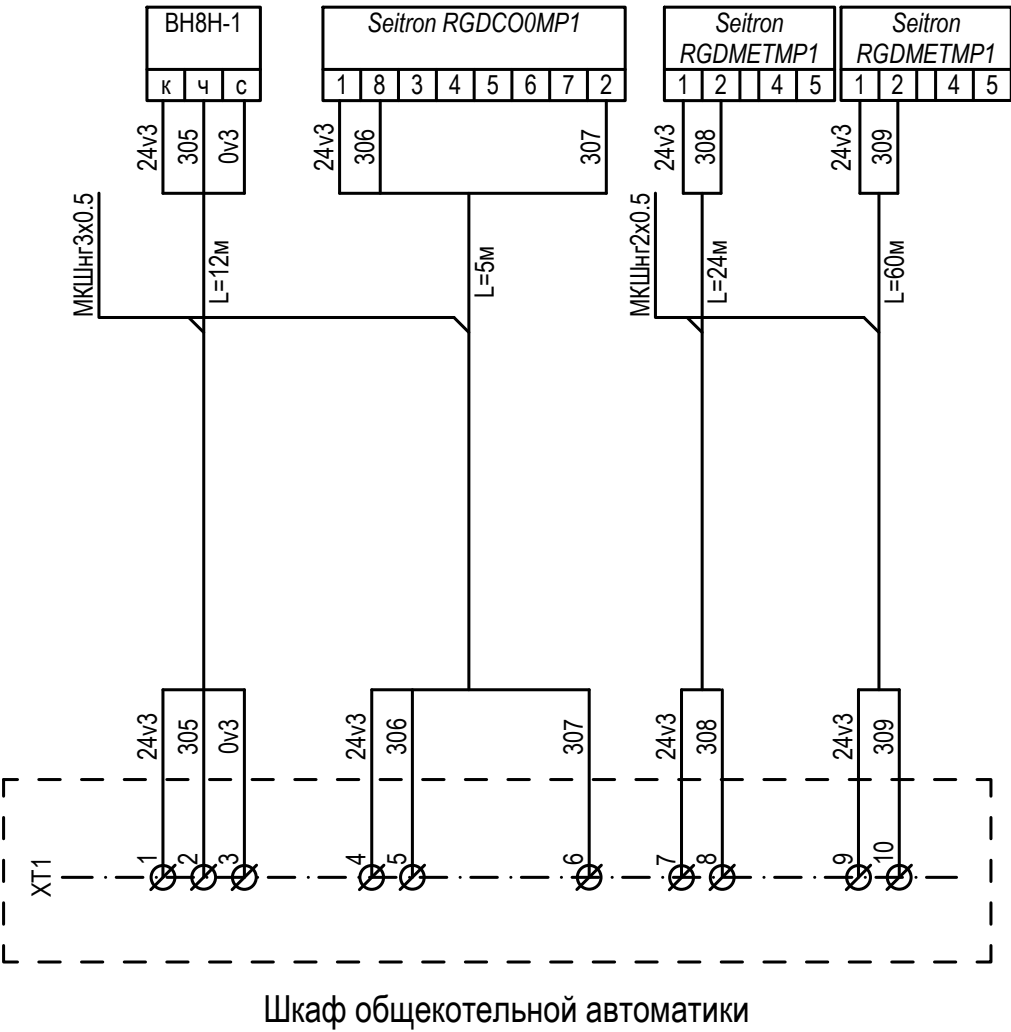 ВН8Н-1
к ч с
Seitron RGDCO0MP1
1 8 3 4 5 6 7 2
Seitron
RGDMETMP1
1 2 4 5
Seitron
RGDMETMP1
1 2 4 5
24v3
305
0v3
24v3
306
307
24v3
308
24v3
309
МКШнг3х0.5
L=12м
L=5м
МКШнг2х0.5
L=24м
L=60м
24v3
305
0v3
24v3
306
307
24v3
308
24v3
309
XT1
1
2
3
4
5
6
7
8
9
10
Шкаф общекотельной автоматики